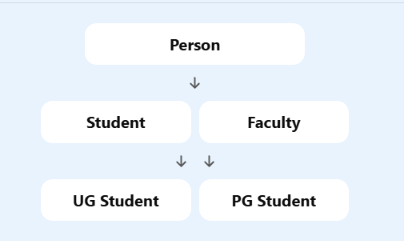 Person
↓
Student Faculty
↓ ↓
UG Student PG Student